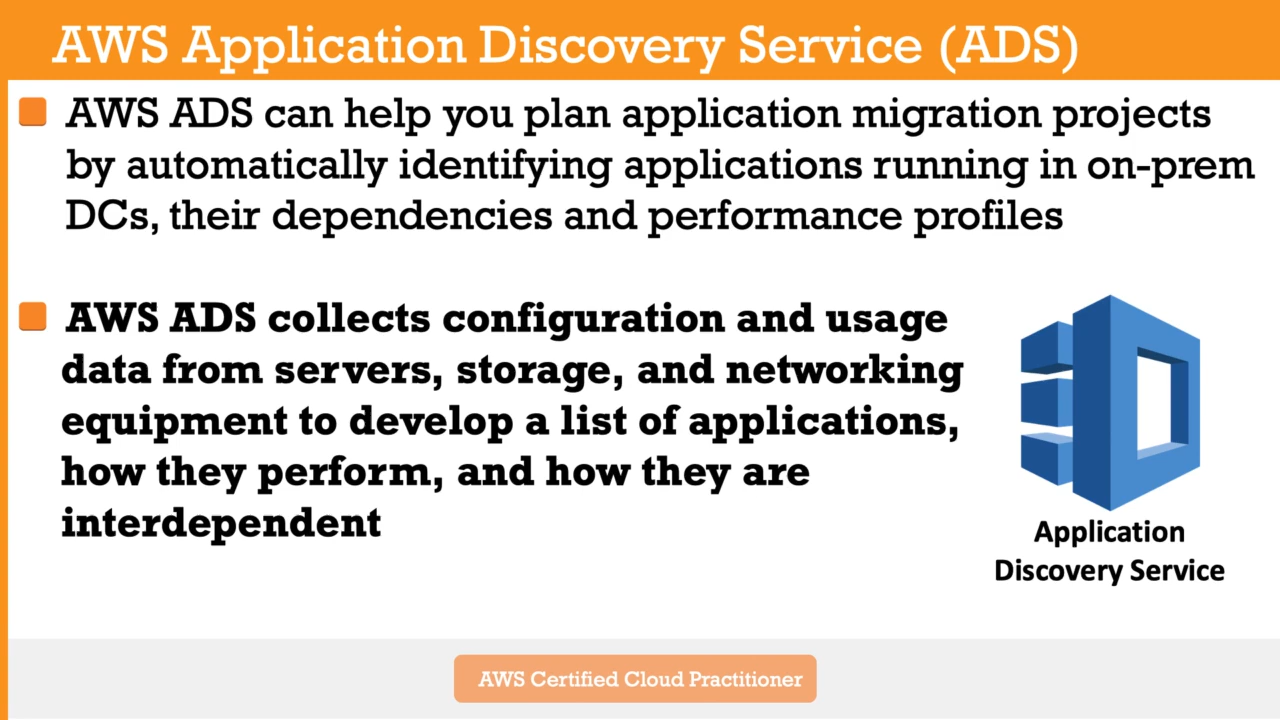 AWS Application Discovery Service (ADS)
AWS ADS can help you plan application migration projects
by automatically identifying applications running in on-prem
DCs, their dependencies and performance profiles
AWS ADS collects configuration and usage
data from servers, storage, and networking
equipment to develop a list of applications,
how they perform, and how they are
interdependent
Application
Discovery Service
AWS Certified Cloud Practitioner